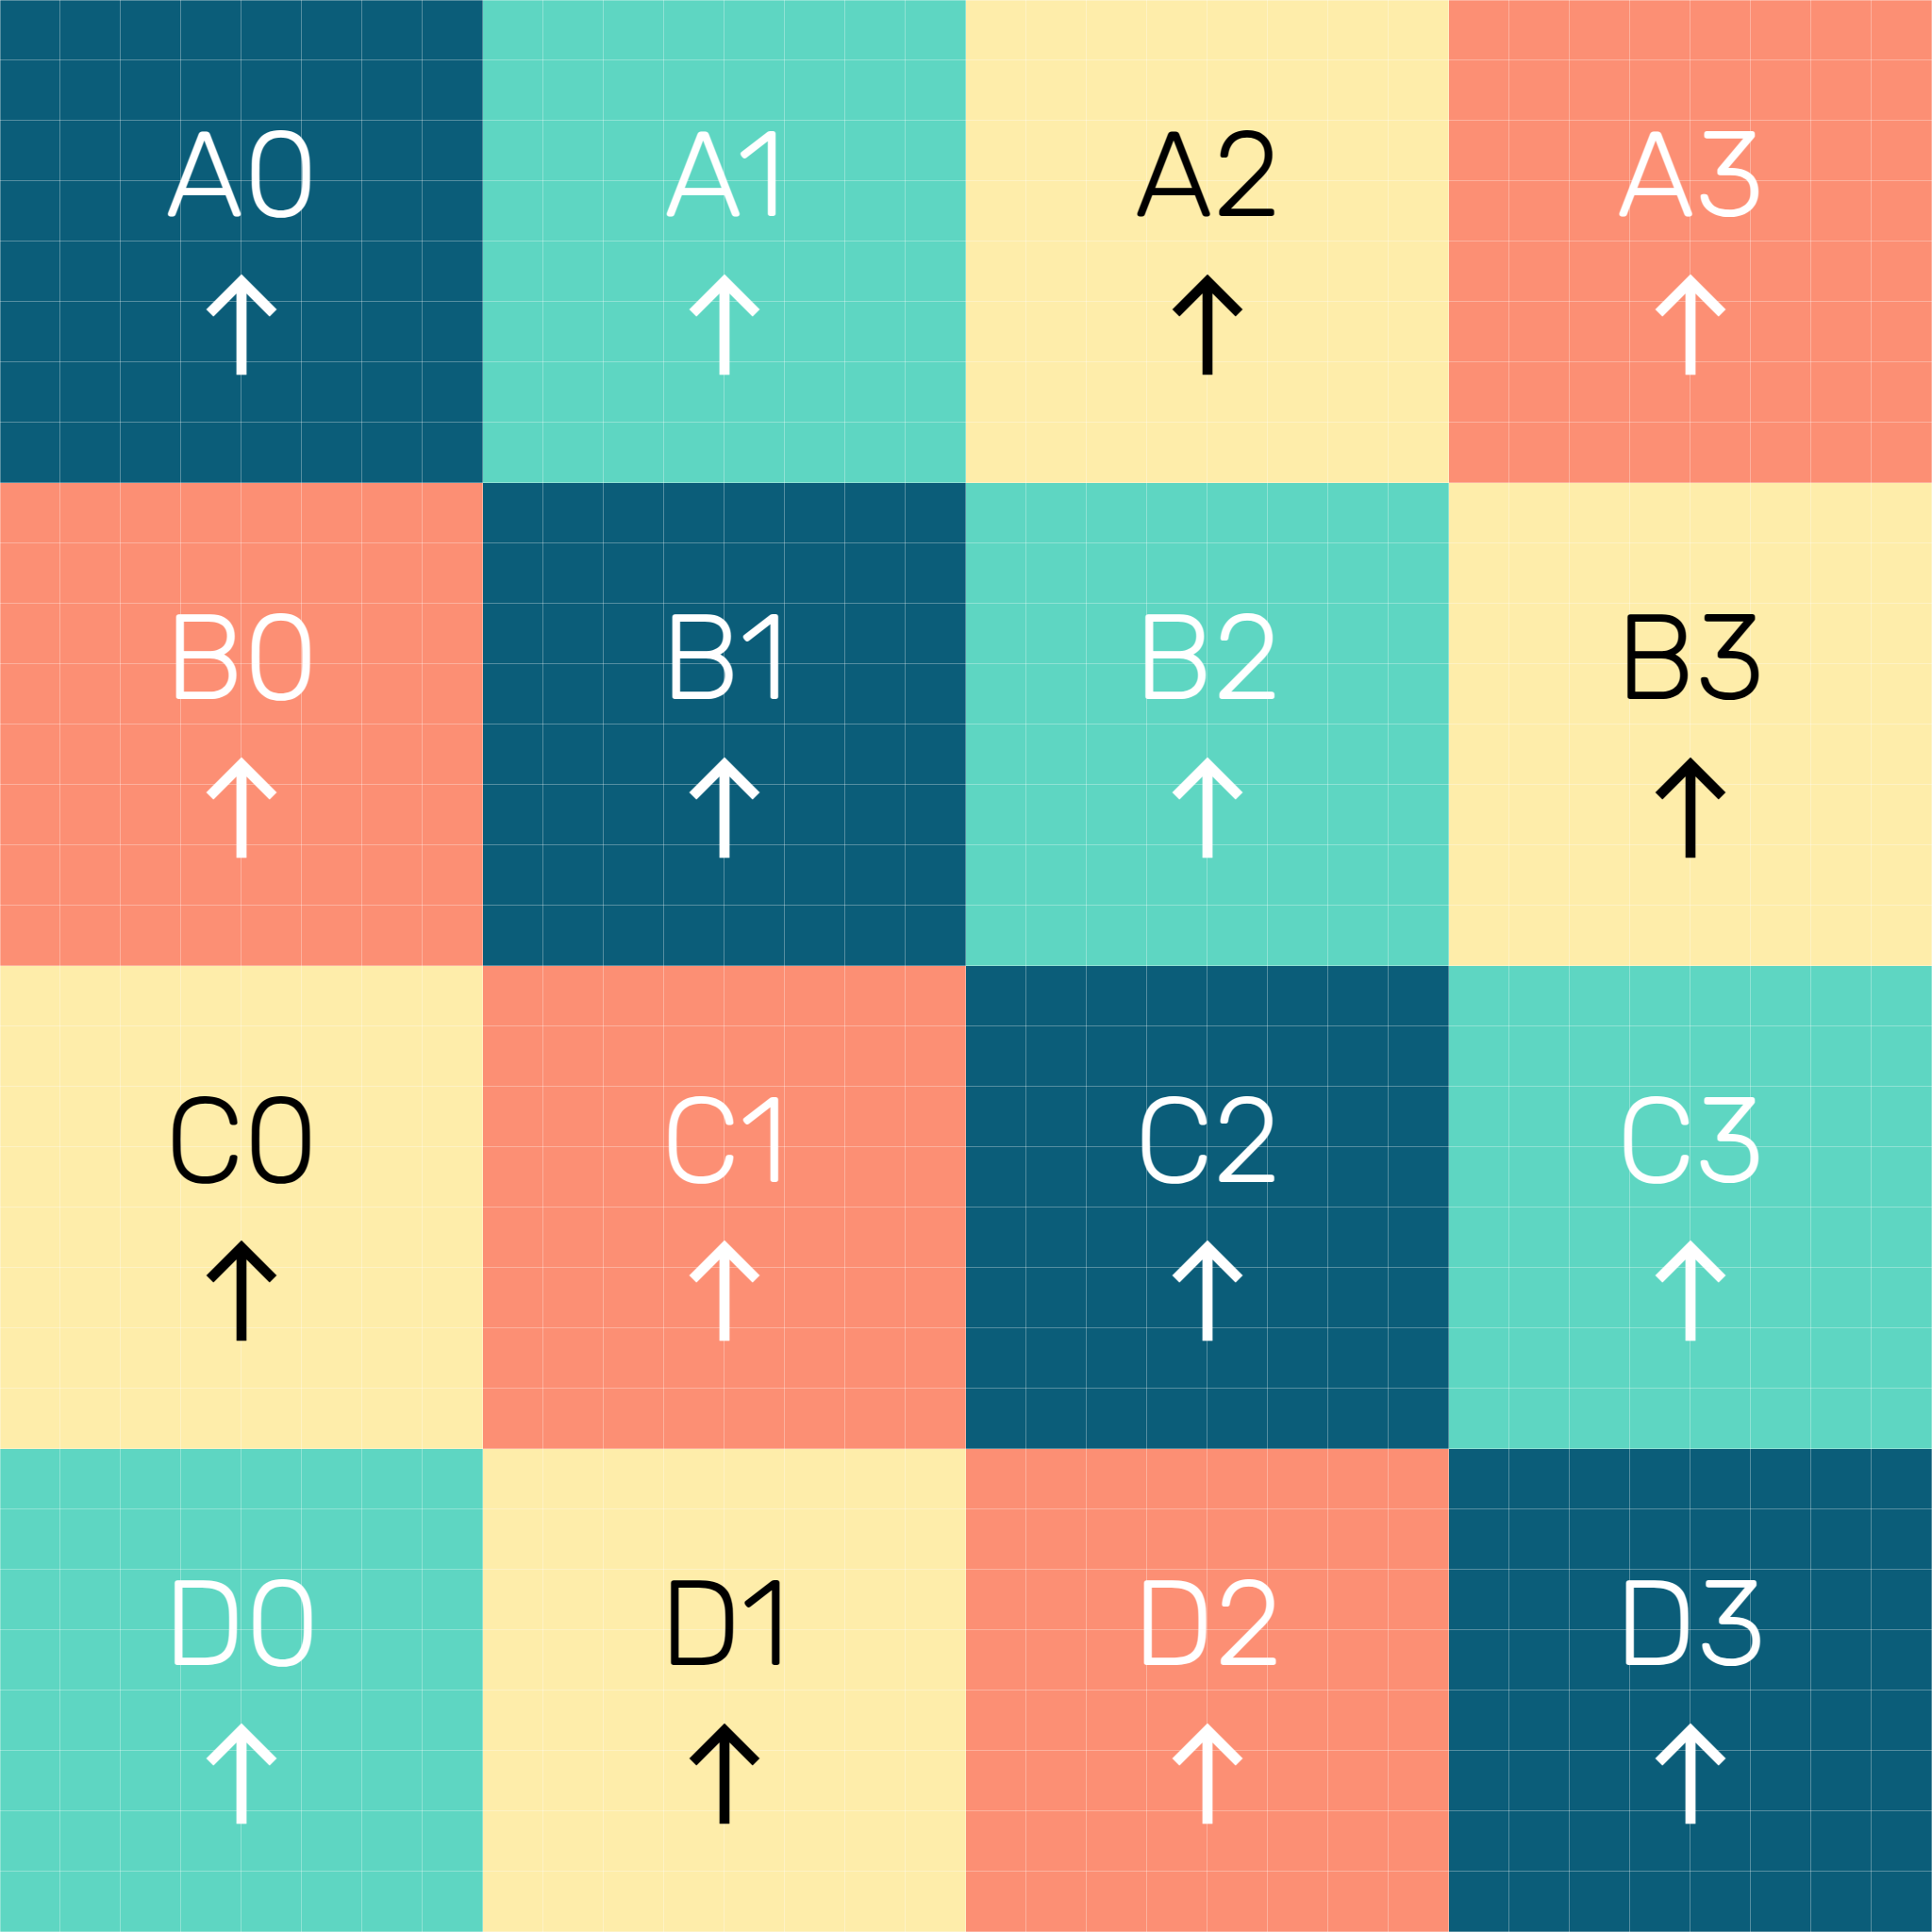 A0 A1 A2 A3
↑ ↑ ↑ ↑
B0 B1 B2 B3
↑ ↑ ↑ ↑
C0 C1 C2 C3
↑ ↑ ↑ ↑
D0 D1 D2 D3
↑ ↑ ↑ ↑